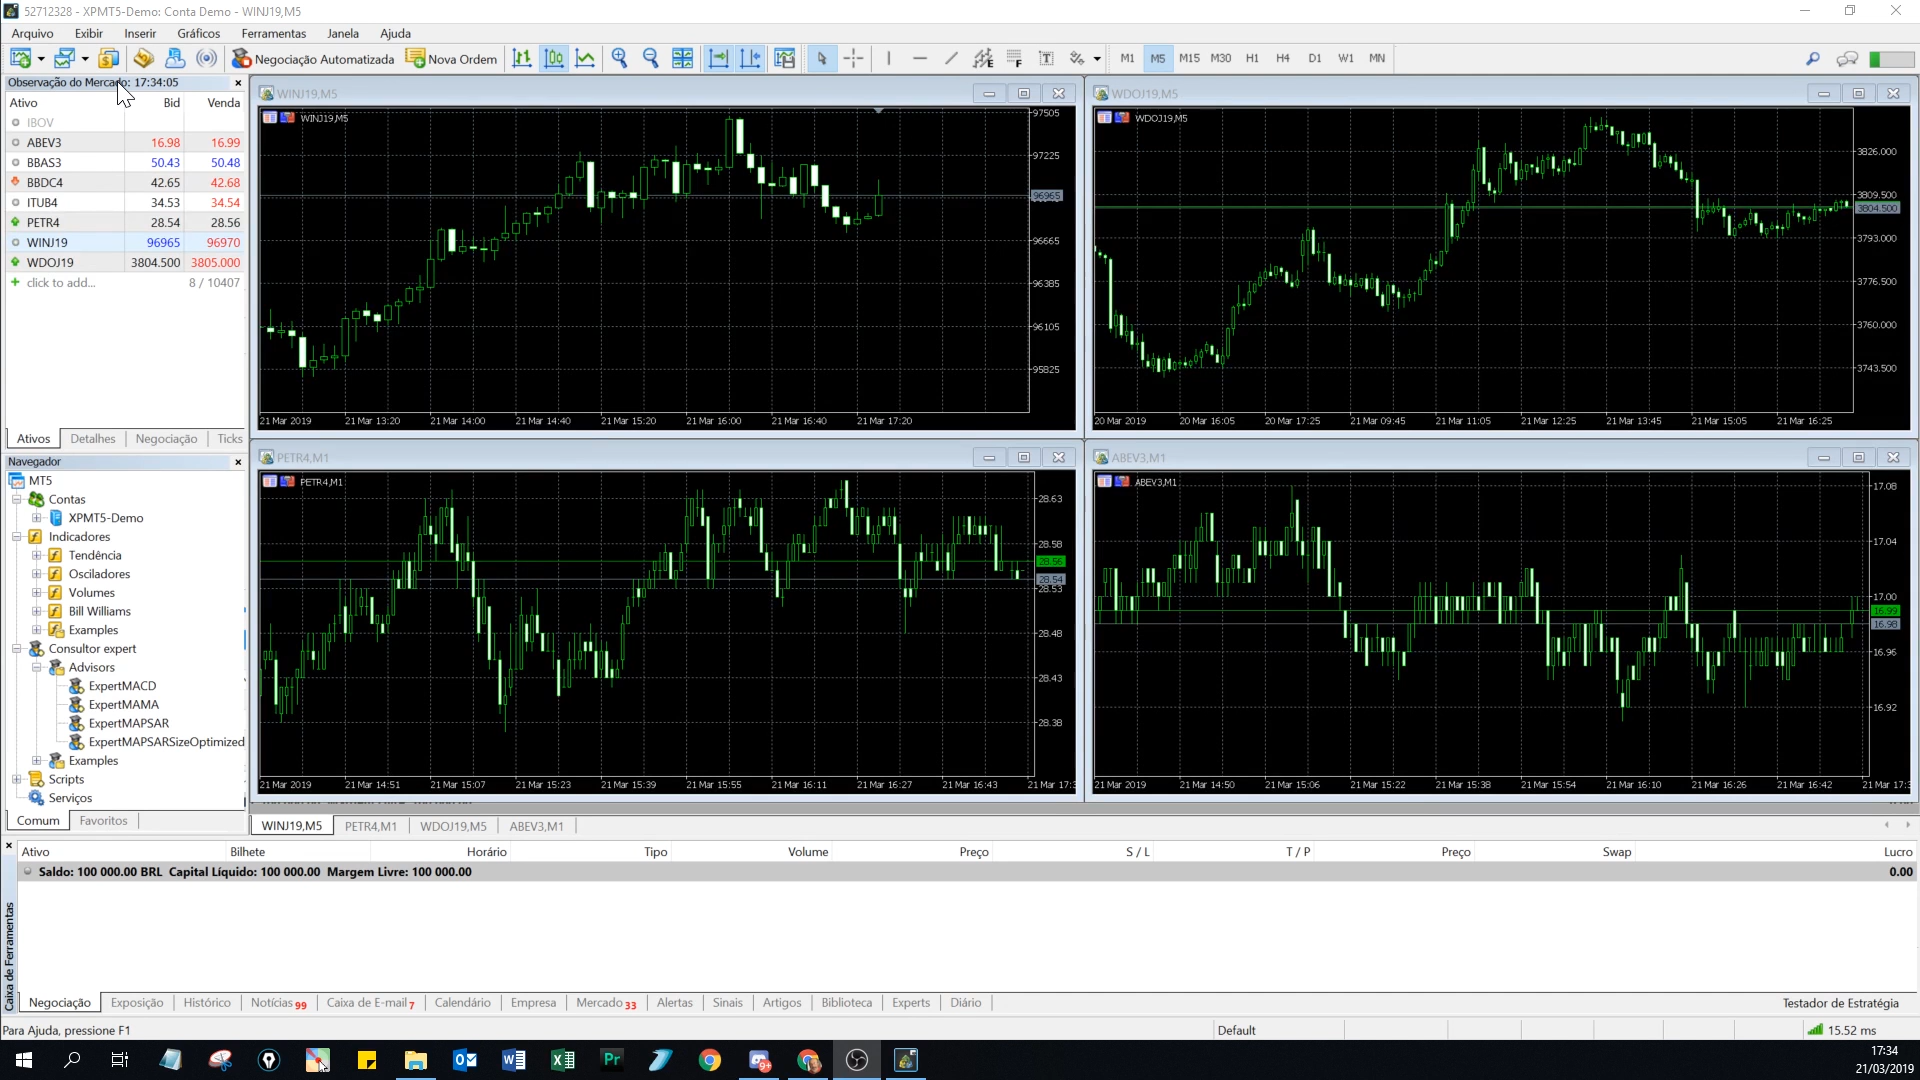 52712328 - XPMT5-Demo: Conta Demo - WINJ19,M5
Arquivo Exibir Inserir Gráficos Ferramentas Janela Ajuda
Negociação Automatizada Nova Ordem M1 M5 M15 M30 H1 H4 D1 W1 MN
Observação do Mercado: 17:34:05
Ativo Bid Venda
IBOV
ABEV3 16.98 16.99
BBAS3 50.43 50.48
BBDC4 42.65 42.68
ITUB4 34.53 34.54
PETR4 28.54 28.56
WINJ19 96965 96970
WDOJ19 3804.500 3805.000
click to add... 8 / 10407
Ativos Detalhes Negociação Ticks
Navegador
MT5
Contas
XPMT5-Demo
Indicadores
Tendência
Osciladores
Volumes
Bill Williams
Examples
Consultor expert
Advisors
ExpertMACD
ExpertMAMA
ExpertMAPSAR
ExpertMAPSARSizeOptimized
Examples
Scripts
Serviços
Comum Favoritos
WINJ19,M5
WINJ19,M5
97505
97225
96965
96665
96385
96105
95825
21 Mar 2019 21 Mar 13:20 21 Mar 14:00 21 Mar 14:40 21 Mar 15:20 21 Mar 16:00 21 Mar 16:40 21 Mar 17:20
WDOJ19,M5
WDOJ19,M5
3826.000
3809.500
3804.500
3793.000
3776.500
3760.000
3743.500
20 Mar 2019 20 Mar 16:05 20 Mar 17:25 21 Mar 09:45 21 Mar 11:05 21 Mar 12:25 21 Mar 13:45 21 Mar 15:05 21 Mar 16:25
PETR4,M1
PETR4,M1
28.63
28.58
28.56
28.54
28.53
28.48
28.43
28.38
21 Mar 2019 21 Mar 14:51 21 Mar 15:07 21 Mar 15:23 21 Mar 15:39 21 Mar 15:55 21 Mar 16:11 21 Mar 16:27 21 Mar 16:43 21 Mar 17:3
ABEV3,M1
ABEV3,M1
17.08
17.04
17.00
16.99
16.98
16.96
16.92
21 Mar 2019 21 Mar 14:50 21 Mar 15:06 21 Mar 15:22 21 Mar 15:38 21 Mar 15:54 21 Mar 16:10 21 Mar 16:26 21 Mar 16:42 21 Mar 17:3
WINJ19,M5 PETR4,M1 WDOJ19,M5 ABEV3,M1
Ativo Bilhete Horário Tipo Volume Preço S / L T / P Preço Swap Lucro
Saldo: 100 000.00 BRL Capital Líquido: 100 000.00 Margem Livre: 100 000.00 0.00
Caixa de Ferramentas
Negociação Exposição Histórico Notícias 99 Caixa de E-mail 7 Calendário Empresa Mercado 33 Alertas Sinais Artigos Biblioteca Experts Diário Testador de Estratégia
Para Ajuda, pressione F1 Default 15.52 ms
17:34
21/03/2019